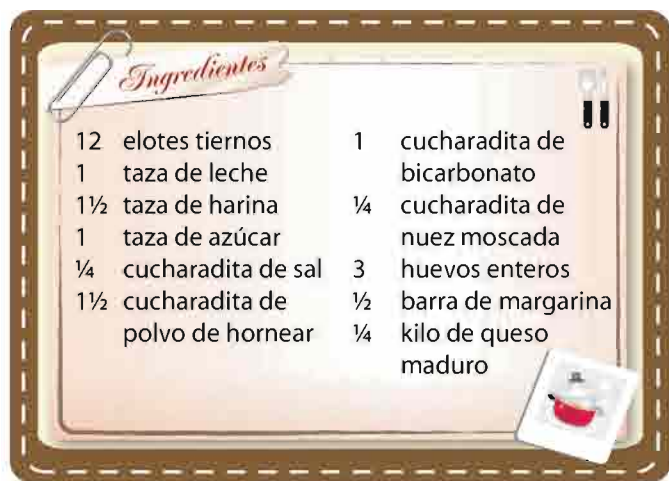 Ingredientes
12 elotes tiernos
1 taza de leche
1½ taza de harina
1 taza de azúcar
¼ cucharadita de sal
1½ cucharadita de
polvo de hornear
1 cucharadita de
bicarbonato
¼ cucharadita de
nuez moscada
3 huevos enteros
½ barra de margarina
¼ kilo de queso
maduro